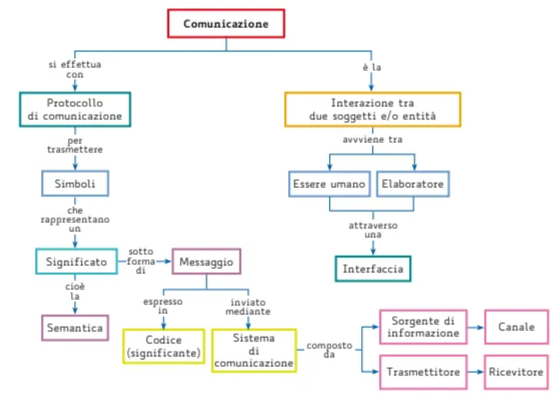 Comunicazione
si effettua
con
è la
Protocollo
di comunicazione
Interazione tra
due soggetti e/o entità
per
trasmettere
avvviene tra
Simboli
Essere umano
Elaboratore
che
rappresentano
un
attraverso
una
Significato
sotto
forma
di
Messaggio
Interfaccia
cioè
la
espresso
in
inviato
mediante
Semantica
Codice
(significante)
Sistema
di
comunicazione
composto
da
Sorgente di
informazione
Canale
Trasmettitore
Ricevitore